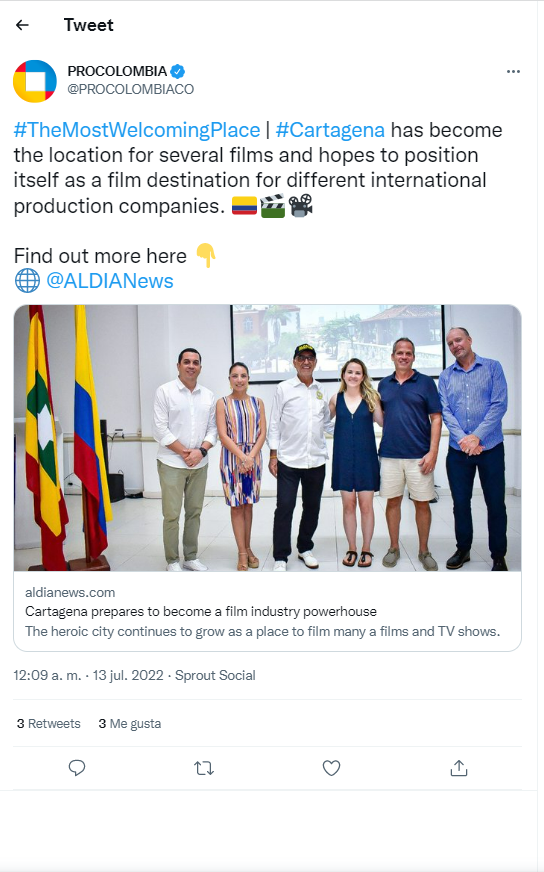 Tweet
PROCOLOMBIA
@PROCOLOMBIACO
#TheMostWelcomingPlace | #Cartagena has become
the location for several films and hopes to position
itself as a film destination for different international
production companies. 🇨🇴🎬🎥
Find out more here 👇
🌐 @ALDIANews
aldianews.com
Cartagena prepares to become a film industry powerhouse
The heroic city continues to grow as a place to film many a films and TV shows.
12:09 a. m. · 13 jul. 2022 · Sprout Social
3 Retweets 3 Me gusta